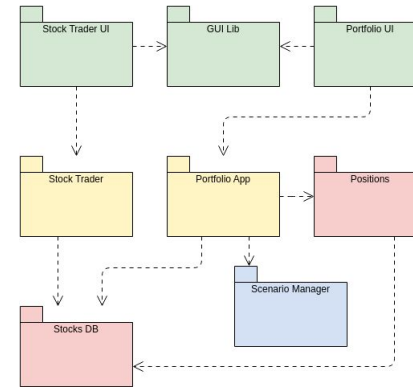 Stock Trader UI
GUI Lib
Portfolio UI
Stock Trader
Portfolio App
Positions
Scenario Manager
Stocks DB